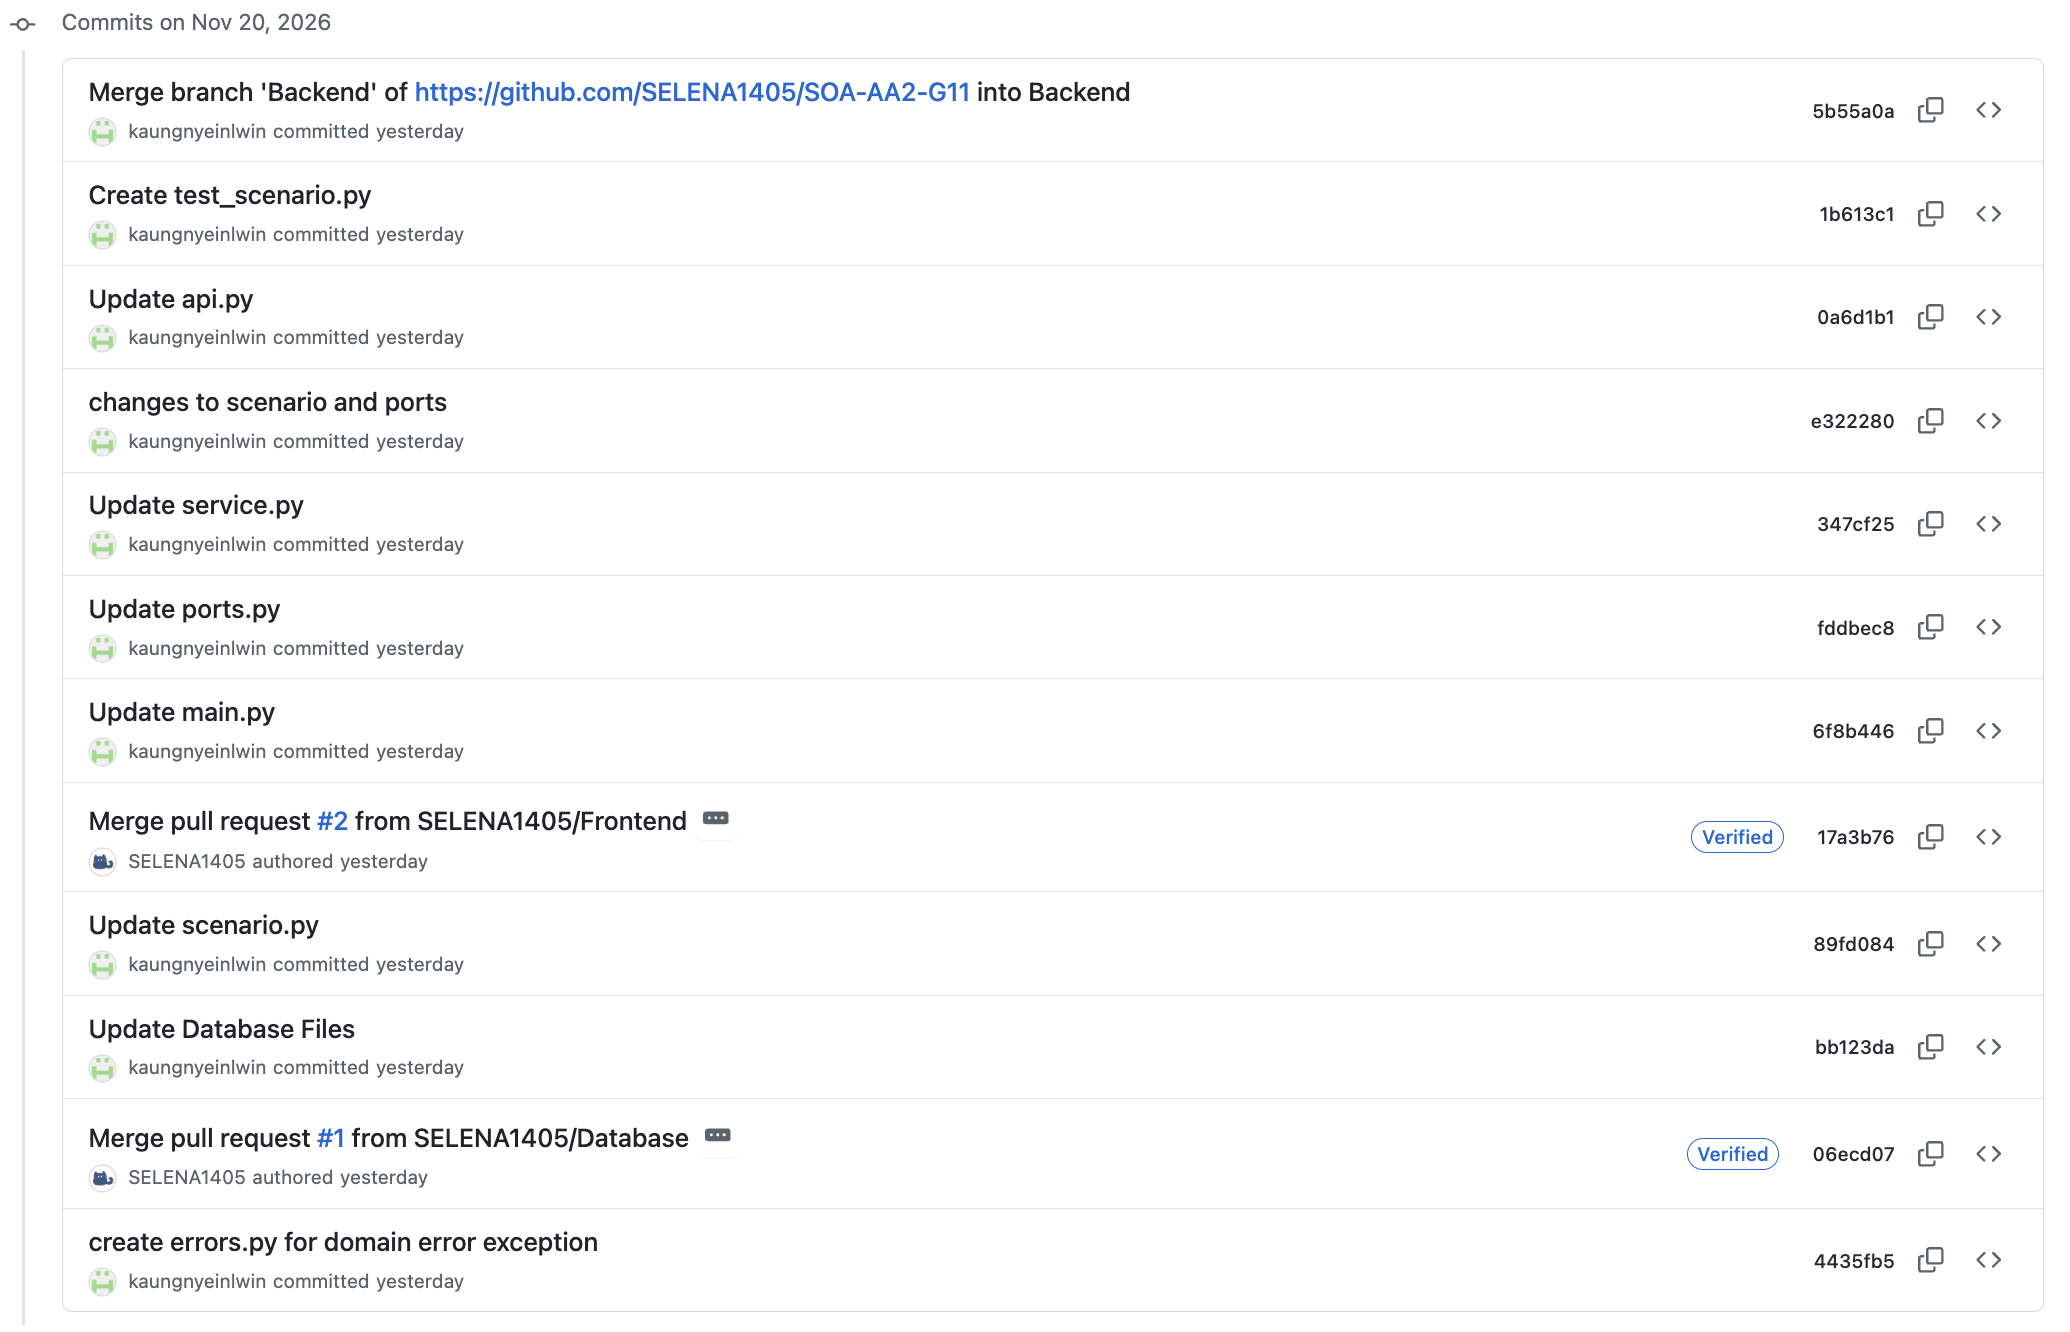 Commits on Nov 20, 2026
Merge branch 'Backend' of https://github.com/SELENA1405/SOA-AA2-G11 into Backend
kaungnyeinlwin committed yesterday
5b55a0a
Create test_scenario.py
kaungnyeinlwin committed yesterday
1b613c1
Update api.py
kaungnyeinlwin committed yesterday
0a6d1b1
changes to scenario and ports
kaungnyeinlwin committed yesterday
e322280
Update service.py
kaungnyeinlwin committed yesterday
347cf25
Update ports.py
kaungnyeinlwin committed yesterday
fddbec8
Update main.py
kaungnyeinlwin committed yesterday
6f8b446
Merge pull request #2 from SELENA1405/Frontend
SELENA1405 authored yesterday
Verified 17a3b76
Update scenario.py
kaungnyeinlwin committed yesterday
89fd084
Update Database Files
kaungnyeinlwin committed yesterday
bb123da
Merge pull request #1 from SELENA1405/Database
SELENA1405 authored yesterday
Verified 06ecd07
create errors.py for domain error exception
kaungnyeinlwin committed yesterday
4435fb5